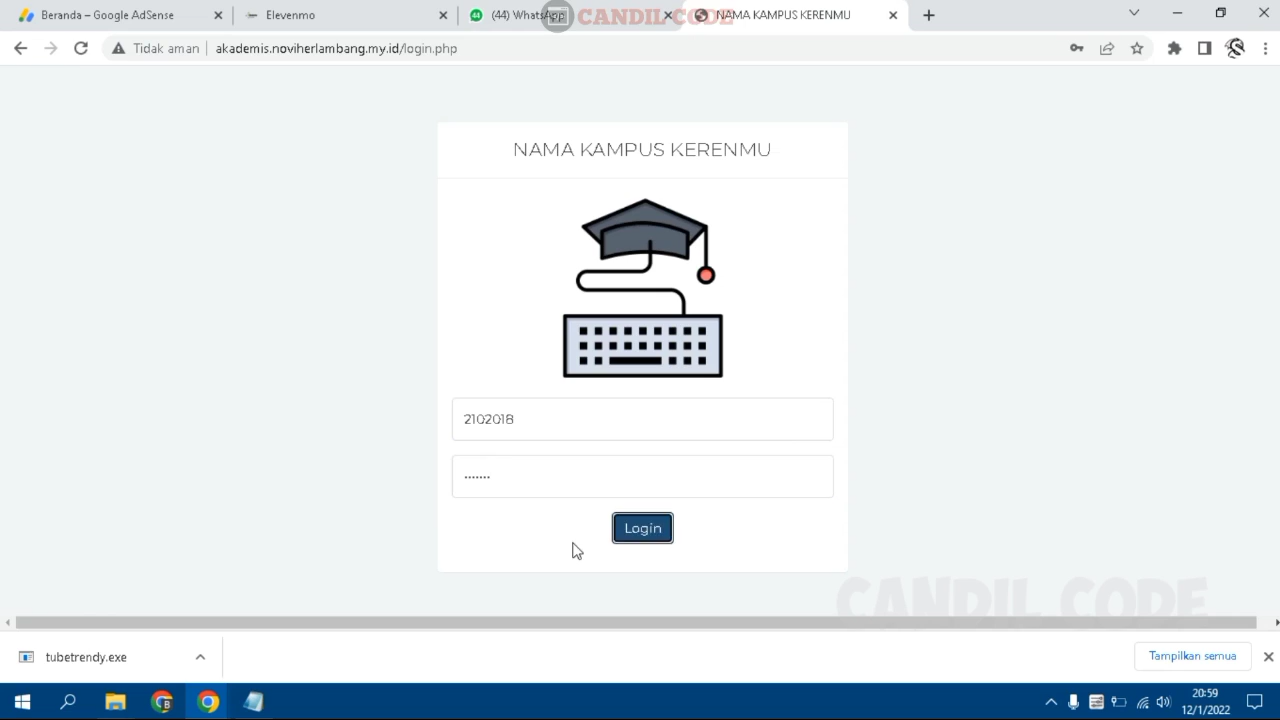 Beranda – Google AdSense
Elevenmo
(44) WhatsApp
CANDIL CODE
NAMA KAMPUS KERENMU
Tidak aman
akademis.noviherlambang.my.id/login.php
NAMA KAMPUS KERENMU
2102018
Login
CANDIL CODE
tubetrendy.exe
Tampilkan semua
20:59
12/1/2022